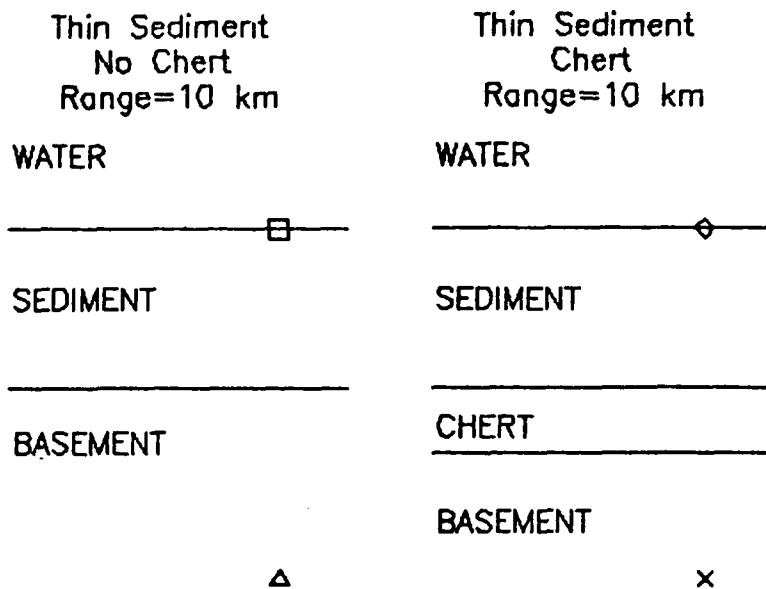 Thin Sediment
No Chert
Range=10 km
WATER
SEDIMENT
BASEMENT
Thin Sediment
Chert
Range=10 km
WATER
SEDIMENT
CHERT
BASEMENT